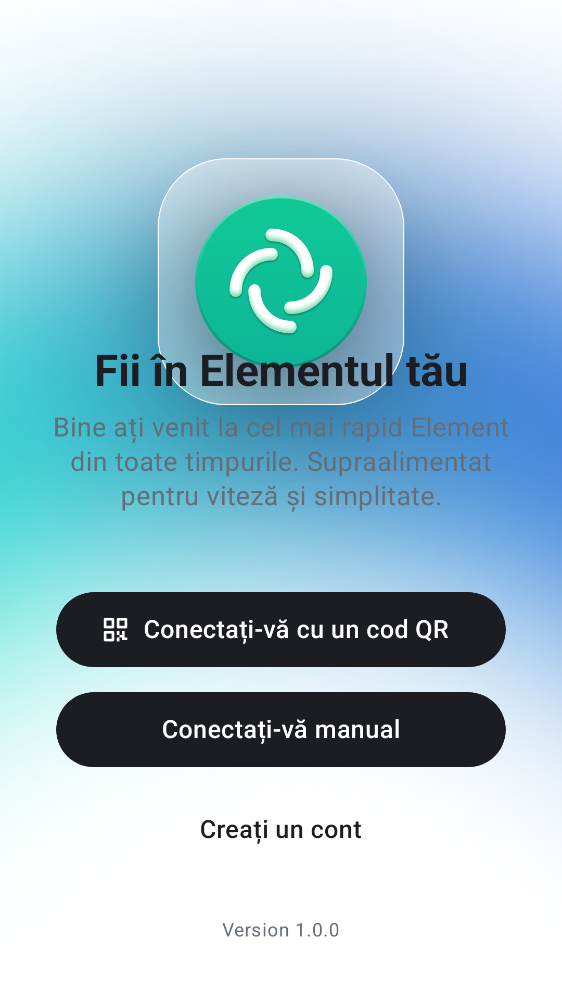 Fii în Elementul tău
Bine ați venit la cel mai rapid Element
din toate timpurile. Supraalimentat
pentru viteză și simplitate.
Conectați-vă cu un cod QR
Conectați-vă manual
Creați un cont
Version 1.0.0